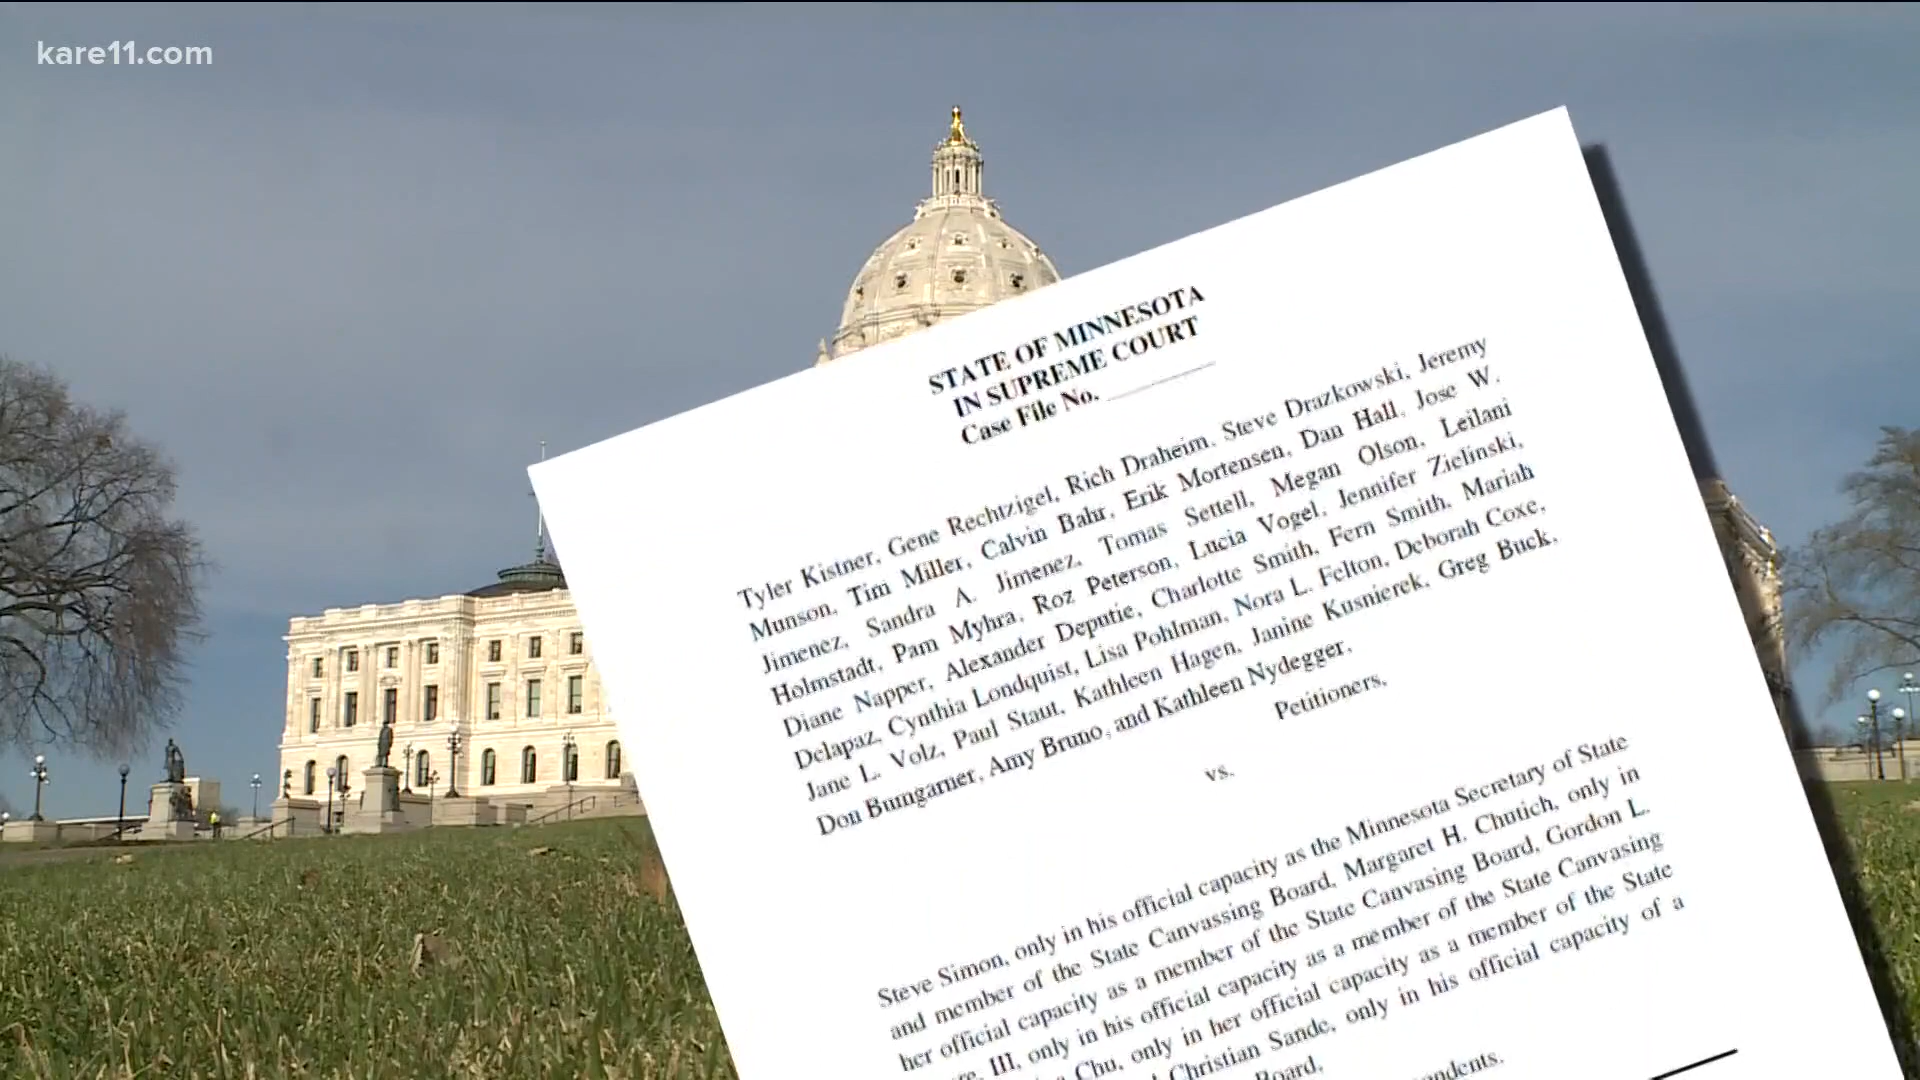 kare11.com
STATE OF MINNESOTA
IN SUPREME COURT
Case File No.
Tyler Kistner, Gene Rechtzigel, Rich Draheim, Steve Drazkowski, Jeremy
Munson, Tim Miller, Calvin Bahr, Erik Mortensen, Dan Hall, Jose W.
Jimenez, Sandra A. Jimenez, Tomas Settell, Megan Olson, Leilani
Holmstadt, Pam Myhra, Roz Peterson, Lucia Vogel, Jennifer Zielinski,
Diane Napper, Alexander Deputie, Charlotte Smith, Fern Smith, Mariah
Delapaz, Cynthia Londquist, Lisa Pohlman, Nora L. Felton, Deborah Coxe,
Jane L. Volz, Paul Staut, Kathleen Hagen, Janine Kusnierek, Greg Buck,
Don Bumgarner, Amy Bruno, and Kathleen Nydegger,
Petitioners,
vs.
Steve Simon, only in his official capacity as the Minnesota Secretary of State
and member of the State Canvassing Board, Margaret H. Chutich, only in
her official capacity as a member of the State Canvasing Board, Gordon L.
III, only in his official capacity as a member of the State Canvasing
Chu, only in her official capacity as a member of the State
Christian Sande, only in his official capacity of a
Board,